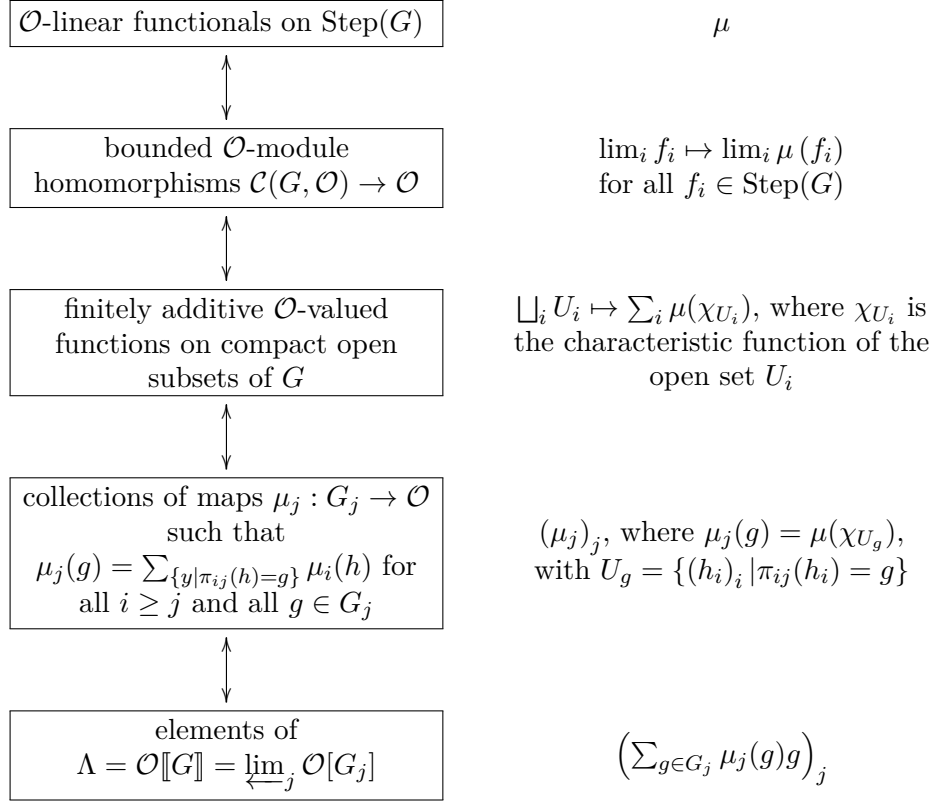 𝒪-linear functionals on Step(G)
μ
bounded 𝒪-module
homomorphisms 𝒞(G, 𝒪) → 𝒪
lim_i f_i ↦ lim_i μ (f_i)
for all f_i ∈ Step(G)
finitely additive 𝒪-valued
functions on compact open
subsets of G
⨆_i U_i ↦ ∑_i μ(χ_{U_i}), where χ_{U_i} is
the characteristic function of the
open set U_i
collections of maps μ_j : G_j → 𝒪
such that
μ_j(g) = ∑_{{y|π_{ij}(h)=g}} μ_i(h) for
all i ≥ j and all g ∈ G_j
(μ_j)_j, where μ_j(g) = μ(χ_{U_g}),
with U_g = {(h_i)_i |π_{ij}(h_i) = g}
elements of
Λ = 𝒪⟦G⟧ = lim←_j 𝒪[G_j]
(∑_{g∈G_j} μ_j(g)g)_j